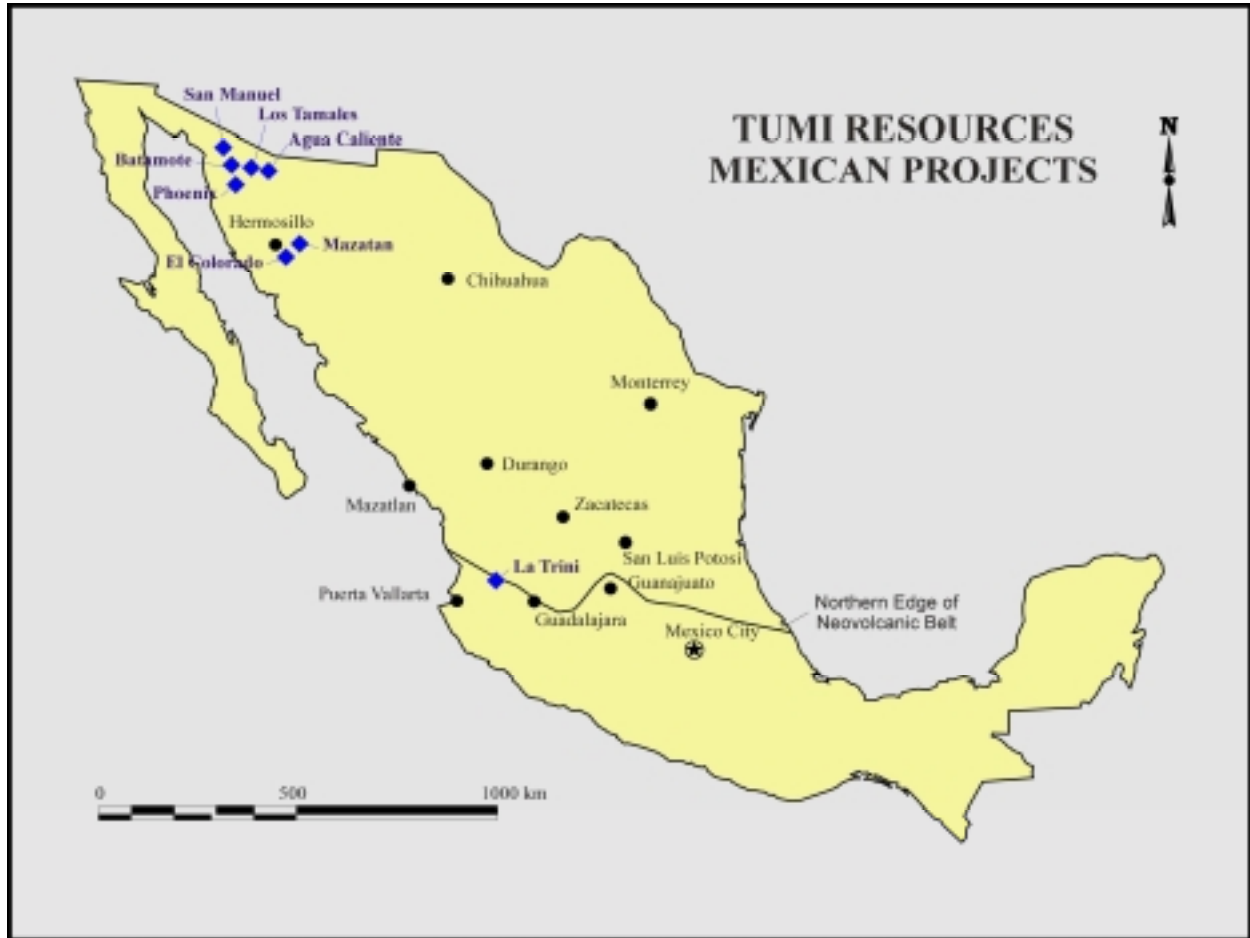 San Manuel
Los Tamales
TUMI RESOURCES
MEXICAN PROJECTS
N
Agua Caliente
Batamote
Phoenix
Hermosillo
Mazatan
El Colorado
Chihuahua
Monterrey
Durango
Mazatlan
Zacatecas
San Luis Potosi
La Trini
Guanajuato
Puerta Vallarta
Guadalajara
Northern Edge of
Neovolcanic Belt
Mexico City
0 500 1000 km